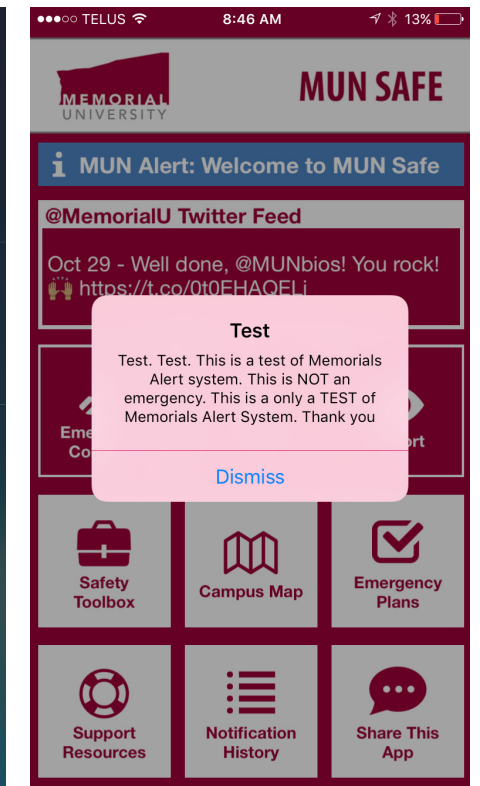 TELUS 8:46 AM 13%
MEMORIAL
UNIVERSITY
MUN SAFE
i MUN Alert: Welcome to MUN Safe
@MemorialU Twitter Feed
Oct 29 - Well done, @MUNbios! You rock!
🙌🏽 https://t.co/0t0EHAQELi
Test
Test. Test. This is a test of Memorials
Alert system. This is NOT an
emergency. This is a only a TEST of
Memorials Alert System. Thank you
Dismiss
Safety
Toolbox
Campus Map
Emergency
Plans
Support
Resources
Notification
History
Share This
App